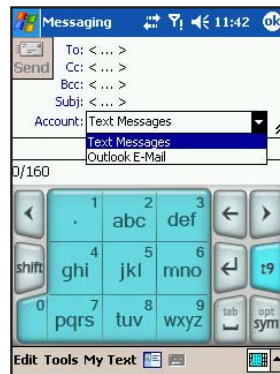 Messaging 11:42 ok
Send
To: < ... >
Cc: < ... >
Bcc: < ... >
Subj: < ... >
Account: Text Messages
Text Messages
Outlook E-Mail
0/160
1 .
2 abc
3 def
shift
4 ghi
5 jkl
6 mno
t9
0
7 pqrs
8 tuv
9 wxyz
tab
opt sym
Edit Tools My Text